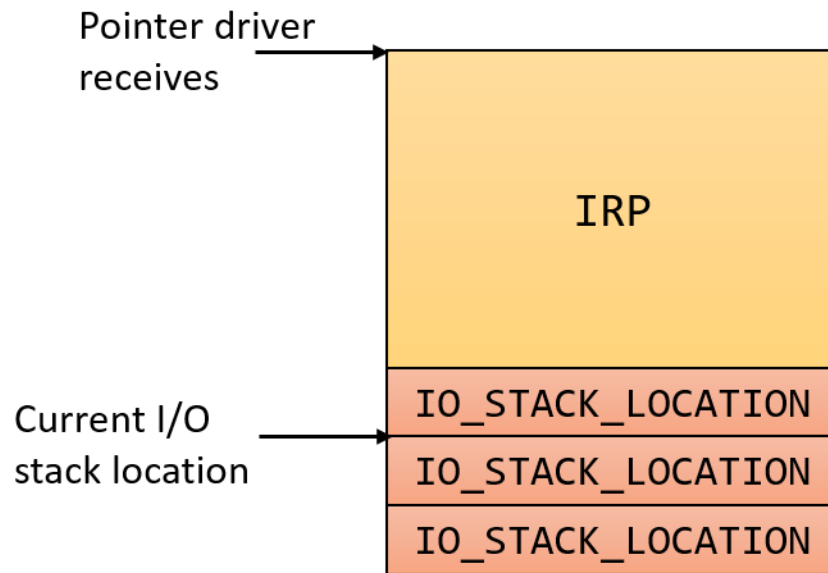 Pointer driver
receives
IRP
IO_STACK_LOCATION
Current I/O
stack location
IO_STACK_LOCATION
IO_STACK_LOCATION